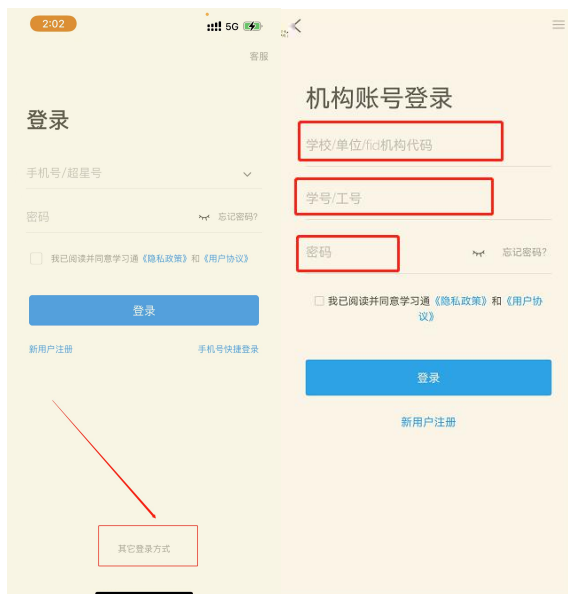 2:02
5G
客服
登录
手机号/超星号
密码
忘记密码?
我已阅读并同意学习通《隐私政策》和《用户协议》
登录
新用户注册
手机号快捷登录
其它登录方式
机构账号登录
学校/单位/fid机构代码
学号/工号
密码
忘记密码?
我已阅读并同意学习通《隐私政策》和《用户协
议》
登录
新用户注册